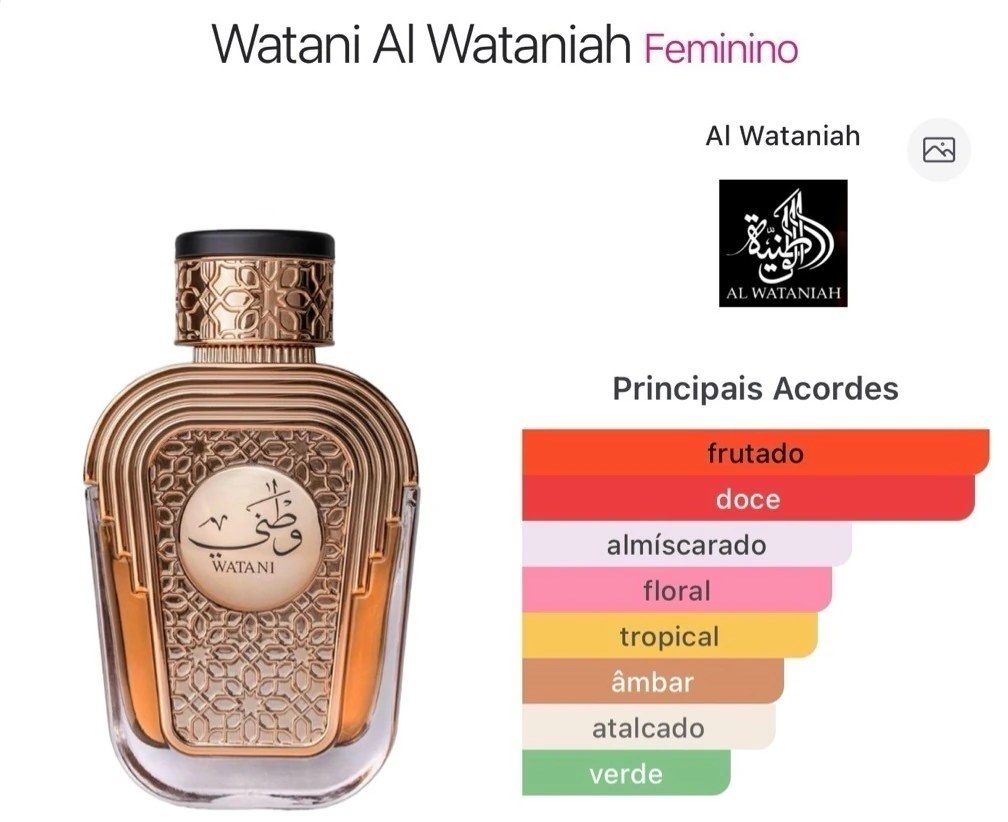 Watani Al Wataniah Feminino
Al Wataniah
الوطنية
AL WATANIAH
وطني
WATANI
Principais Acordes
frutado
doce
almíscarado
floral
tropical
âmbar
atalcado
verde